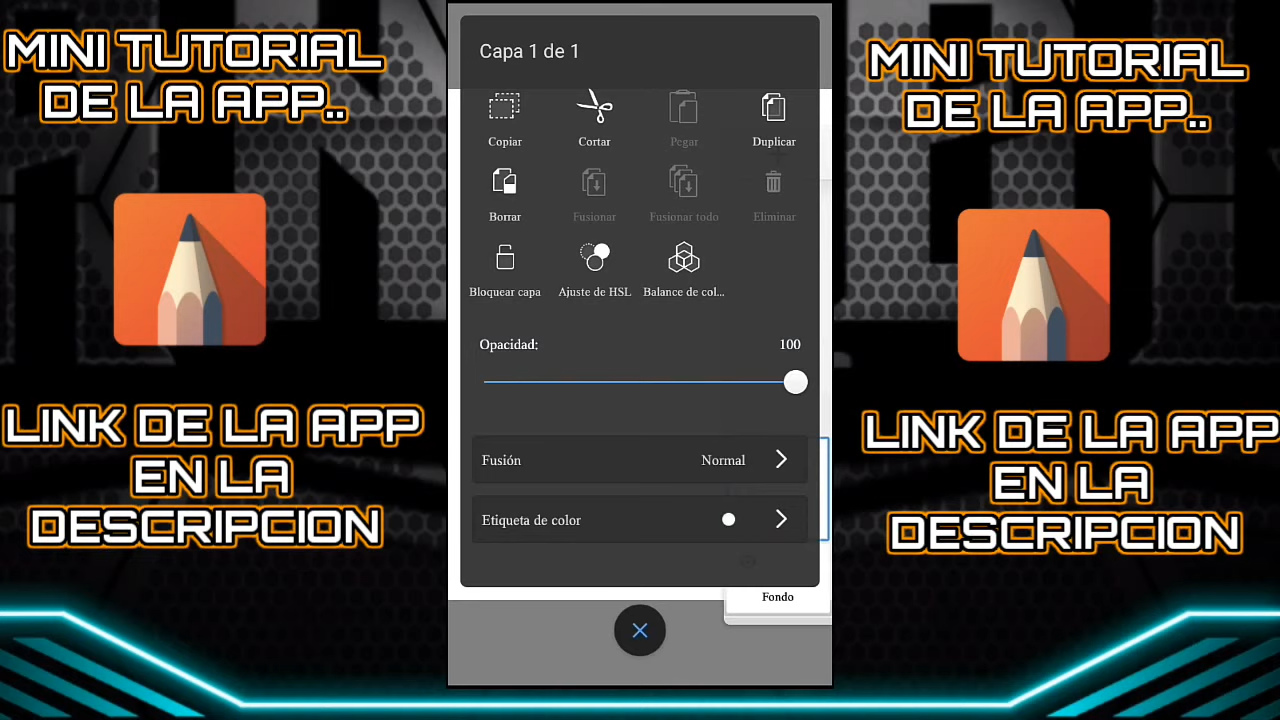 MINI TUTORIAL
DE LA APP..
LINK DE LA APP
EN LA
DESCRIPCION
Capa 1 de 1
Copiar
Cortar
Pegar
Duplicar
Borrar
Fusionar
Fusionar todo
Eliminar
Bloquear capa
Ajuste de HSL
Balance de col...
Opacidad:
100
Fusión
Normal
Etiqueta de color
Fondo
MINI TUTORIAL
DE LA APP..
LINK DE LA APP
EN LA
DESCRIPCION